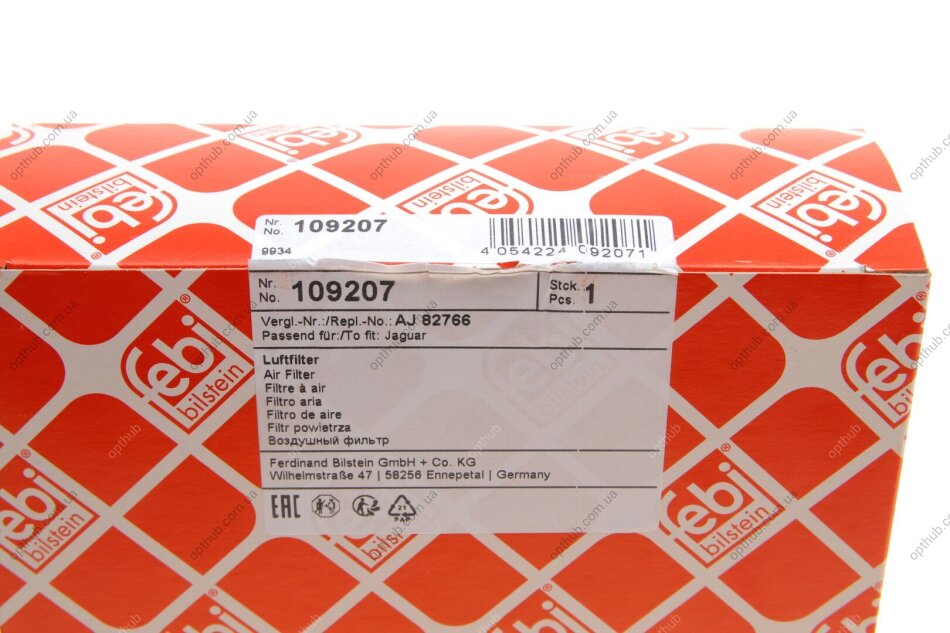 febi
bilstein
Nr.
No. 109207
9934
4 054224 092071
Nr.
No. 109207
Stck.
Pcs. 1
Vergl.-Nr.:/Repl.-No.: AJ 82766
Passend für:/To fit: Jaguar
Luftfilter
Air Filter
Filtre à air
Filtro aria
Filtro de aire
Filtr powietrza
Воздушный фильтр
Ferdinand Bilstein GmbH + Co. KG
Wilhelmstraße 47 | 58256 Ennepetal | Germany
EAC
21
PAP
opthub.com.ua